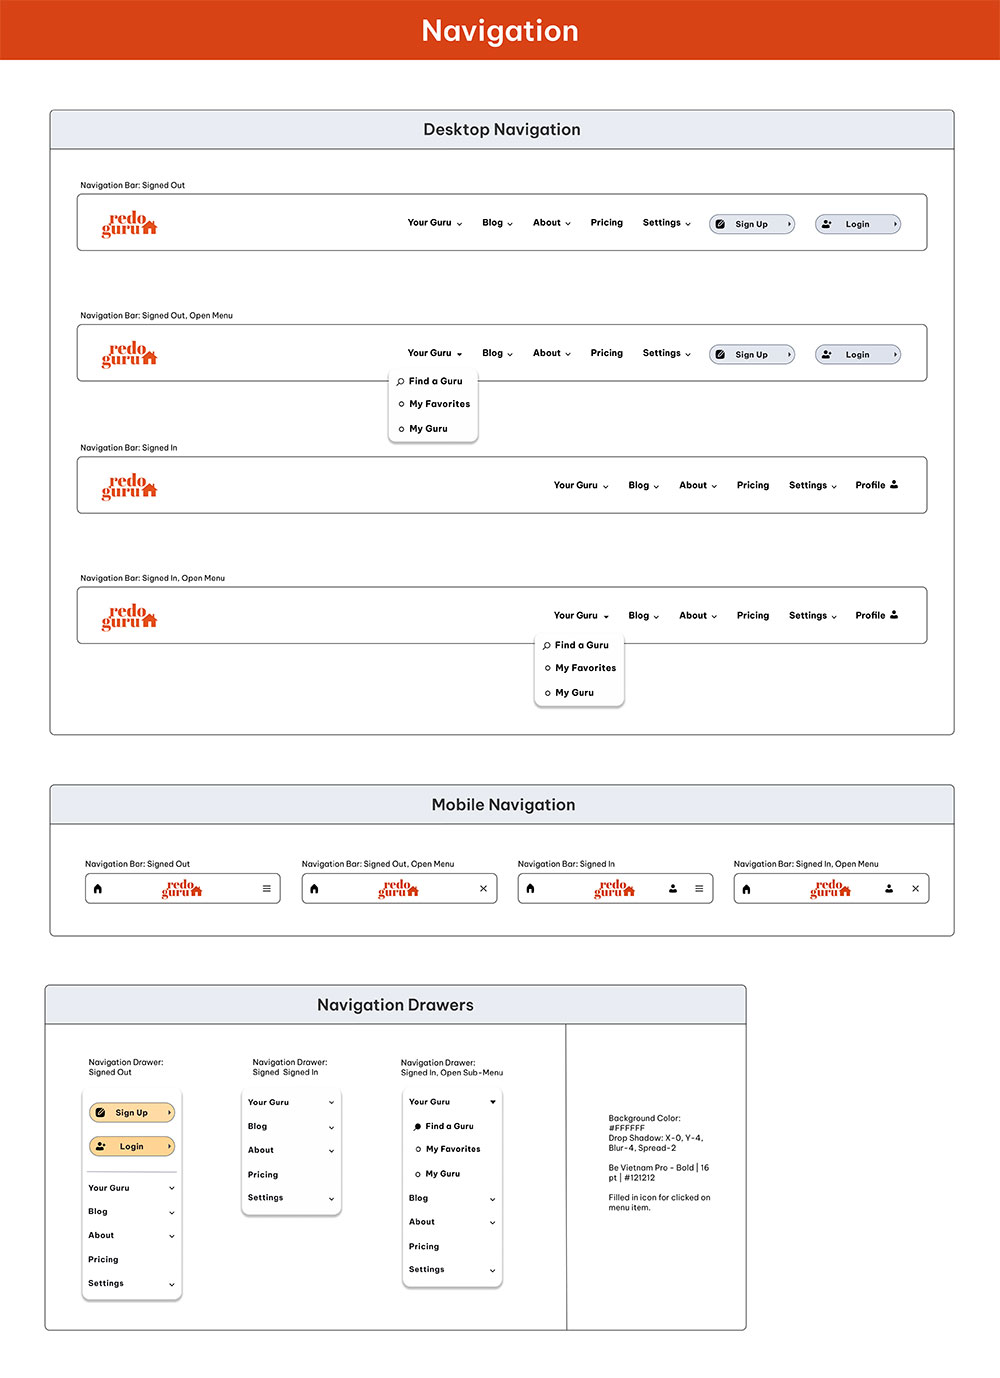 Navigation
Desktop Navigation
Navigation Bar: Signed Out
redo
guru
Your Guru Blog About Pricing Settings Sign Up Login
Navigation Bar: Signed Out, Open Menu
redo
guru
Your Guru Blog About Pricing Settings Sign Up Login
Find a Guru
My Favorites
My Guru
Navigation Bar: Signed In
redo
guru
Your Guru Blog About Pricing Settings Profile
Navigation Bar: Signed In, Open Menu
redo
guru
Your Guru Blog About Pricing Settings Profile
Find a Guru
My Favorites
My Guru
Mobile Navigation
Navigation Bar: Signed Out
redo
guru
Navigation Bar: Signed Out, Open Menu
redo
guru
Navigation Bar: Signed In
redo
guru
Navigation Bar: Signed In, Open Menu
redo
guru
Navigation Drawers
Navigation Drawer:
Signed Out
Sign Up
Login
Your Guru
Blog
About
Pricing
Settings
Navigation Drawer:
Signed Signed In
Your Guru
Blog
About
Pricing
Settings
Navigation Drawer:
Signed In, Open Sub-Menu
Your Guru
Find a Guru
My Favorites
My Guru
Blog
About
Pricing
Settings
Background Color:
#FFFFFF
Drop Shadow: X-0, Y-4,
Blur-4, Spread-2
Be Vietnam Pro - Bold | 16
pt | #121212
Filled in icon for clicked on
menu item.